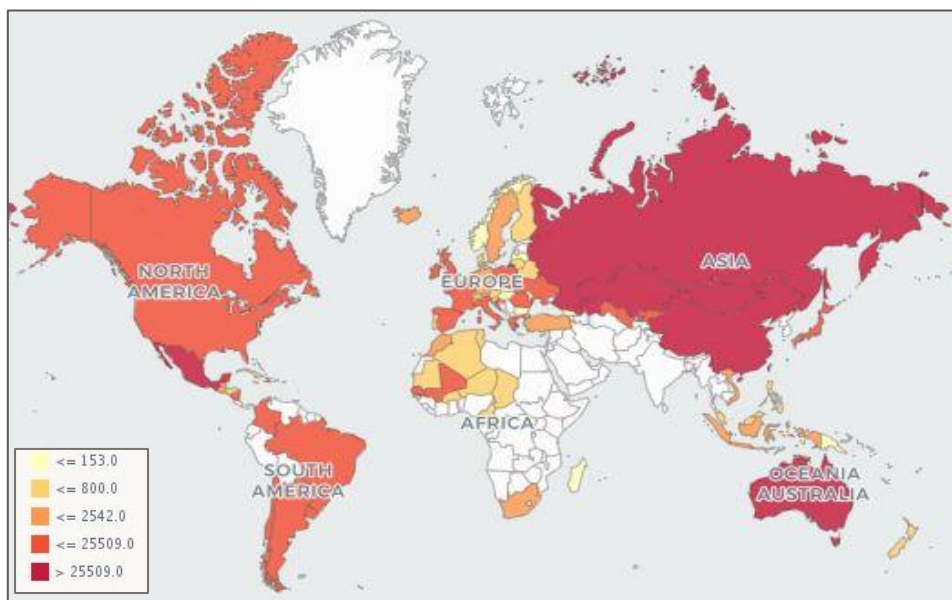 NORTH
AMERICA
EUROPE
ASIA
AFRICA
SOUTH
AMERICA
OCEANIA
AUSTRALIA
<= 153.0
<= 800.0
<= 2542.0
<= 25509.0
> 25509.0